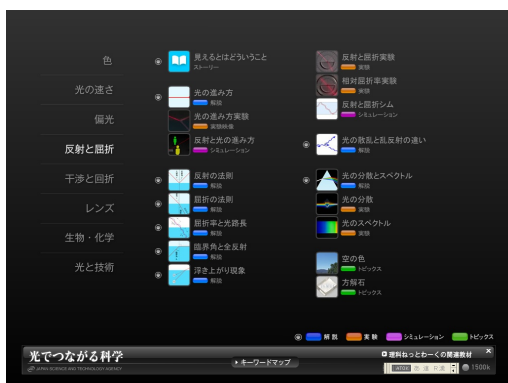 色
光の速さ
偏光
反射と屈折
干渉と回折
レンズ
生物・化学
光と技術
見えるとはどういうこと
ストーリー
光の進み方
解説
光の進み方実験
実験映像
反射と光の進み方
シミュレーション
反射の法則
解説
屈折の法則
解説
屈折率と光路長
解説
臨界角と全反射
解説
浮き上がり現象
解説
反射と屈折実験
実験
相対屈折率実験
実験
反射と屈折シム
シミュレーション
光の散乱と乱反射の違い
解説
光の分散とスペクトル
解説
光の分散
実験
光のスペクトル
実験
空の色
トピックス
方解石
トピックス
解説
実験
シミュレーション
トピックス
光でつながる科学
JAPAN SCIENCE AND TECHNOLOGY AGENCY
キーワードマップ
理科ねっとわーくの関連教材
×
1500k